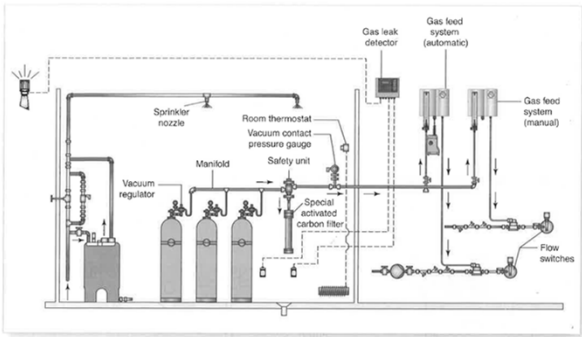 Gas leak
detector
Gas feed
system
(automatic)
Gas feed
system
(manual)
Sprinkler
nozzle
Room thermostat
Vacuum contact
pressure gauge
Safety unit
Manifold
Vacuum
regulator
Special
activated
carbon filter
Flow
switches